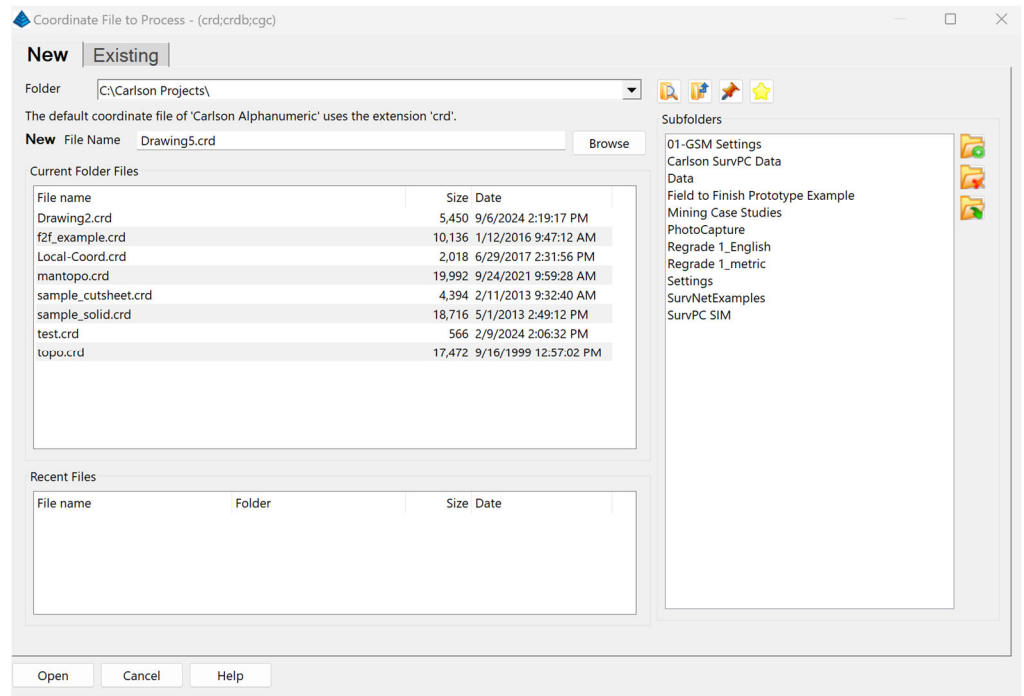 Coordinate File to Process - (crd;crdb;cgc)
New Existing
Folder C:\Carlson Projects\
The default coordinate file of 'Carlson Alphanumeric' uses the extension 'crd'.
New File Name Drawing5.crd Browse
Current Folder Files
File name Size Date
Drawing2.crd 5,450 9/6/2024 2:19:17 PM
f2f_example.crd 10,136 1/12/2016 9:47:12 AM
Local-Coord.crd 2,018 6/29/2017 2:31:56 PM
mantopo.crd 19,992 9/24/2021 9:59:28 AM
sample_cutsheet.crd 4,394 2/11/2013 9:32:40 AM
sample_solid.crd 18,716 5/1/2013 2:49:12 PM
test.crd 566 2/9/2024 2:06:32 PM
topo.crd 17,472 9/16/1999 12:57:02 PM
Recent Files
File name Folder Size Date
Subfolders
01-GSM Settings
Carlson SurvPC Data
Data
Field to Finish Prototype Example
Mining Case Studies
PhotoCapture
Regrade 1_English
Regrade 1_metric
Settings
SurvNetExamples
SurvPC SIM
Open Cancel Help